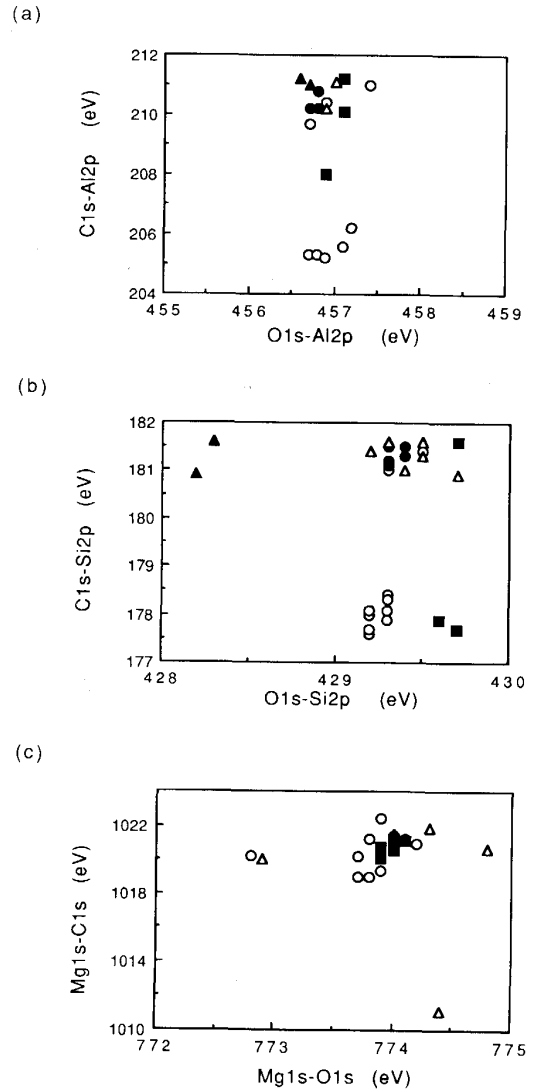 (a)
C1s-Al2p (eV)
212
210
208
206
204
455 456 457 458 459
O1s-Al2p (eV)
(b)
C1s-Si2p (eV)
182
181
180
179
178
177
428 429 430
O1s-Si2p (eV)
(c)
Mg1s-C1s (eV)
1022
1018
1014
1010
772 773 774 775
Mg1s-O1s (eV)